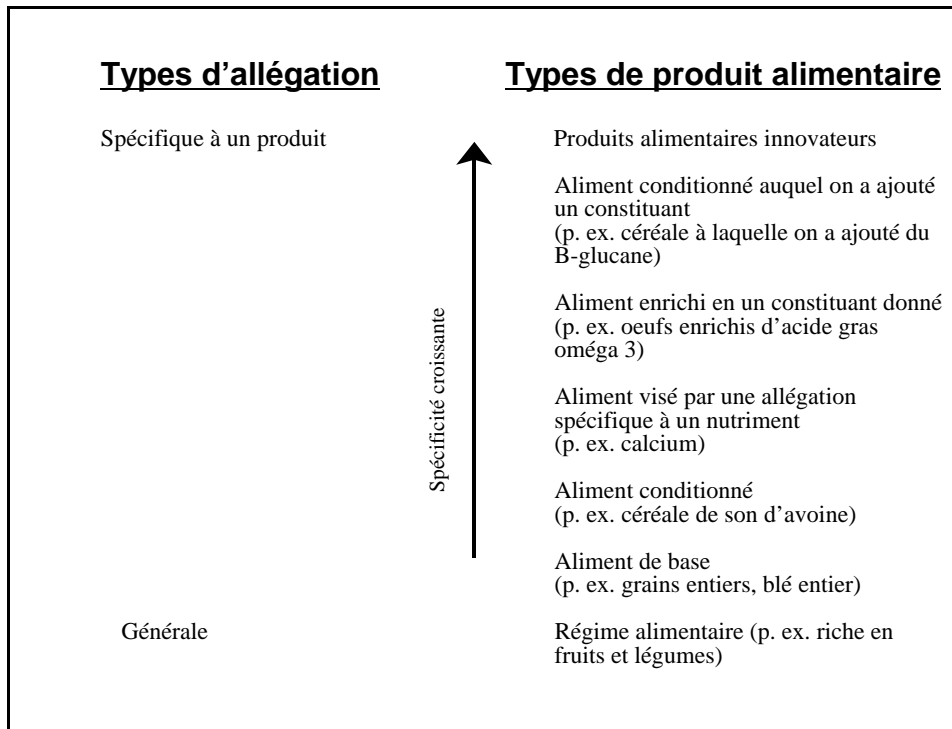 Types d’allégation
Types de produit alimentaire
Spécifique à un produit
Produits alimentaires innovateurs
Aliment conditionné auquel on a ajouté
un constituant
(p. ex. céréale à laquelle on a ajouté du
B-glucane)
Spécificité croissante
Aliment enrichi en un constituant donné
(p. ex. oeufs enrichis d’acide gras
oméga 3)
Aliment visé par une allégation
spécifique à un nutriment
(p. ex. calcium)
Aliment conditionné
(p. ex. céréale de son d’avoine)
Aliment de base
(p. ex. grains entiers, blé entier)
Générale
Régime alimentaire (p. ex. riche en
fruits et légumes)